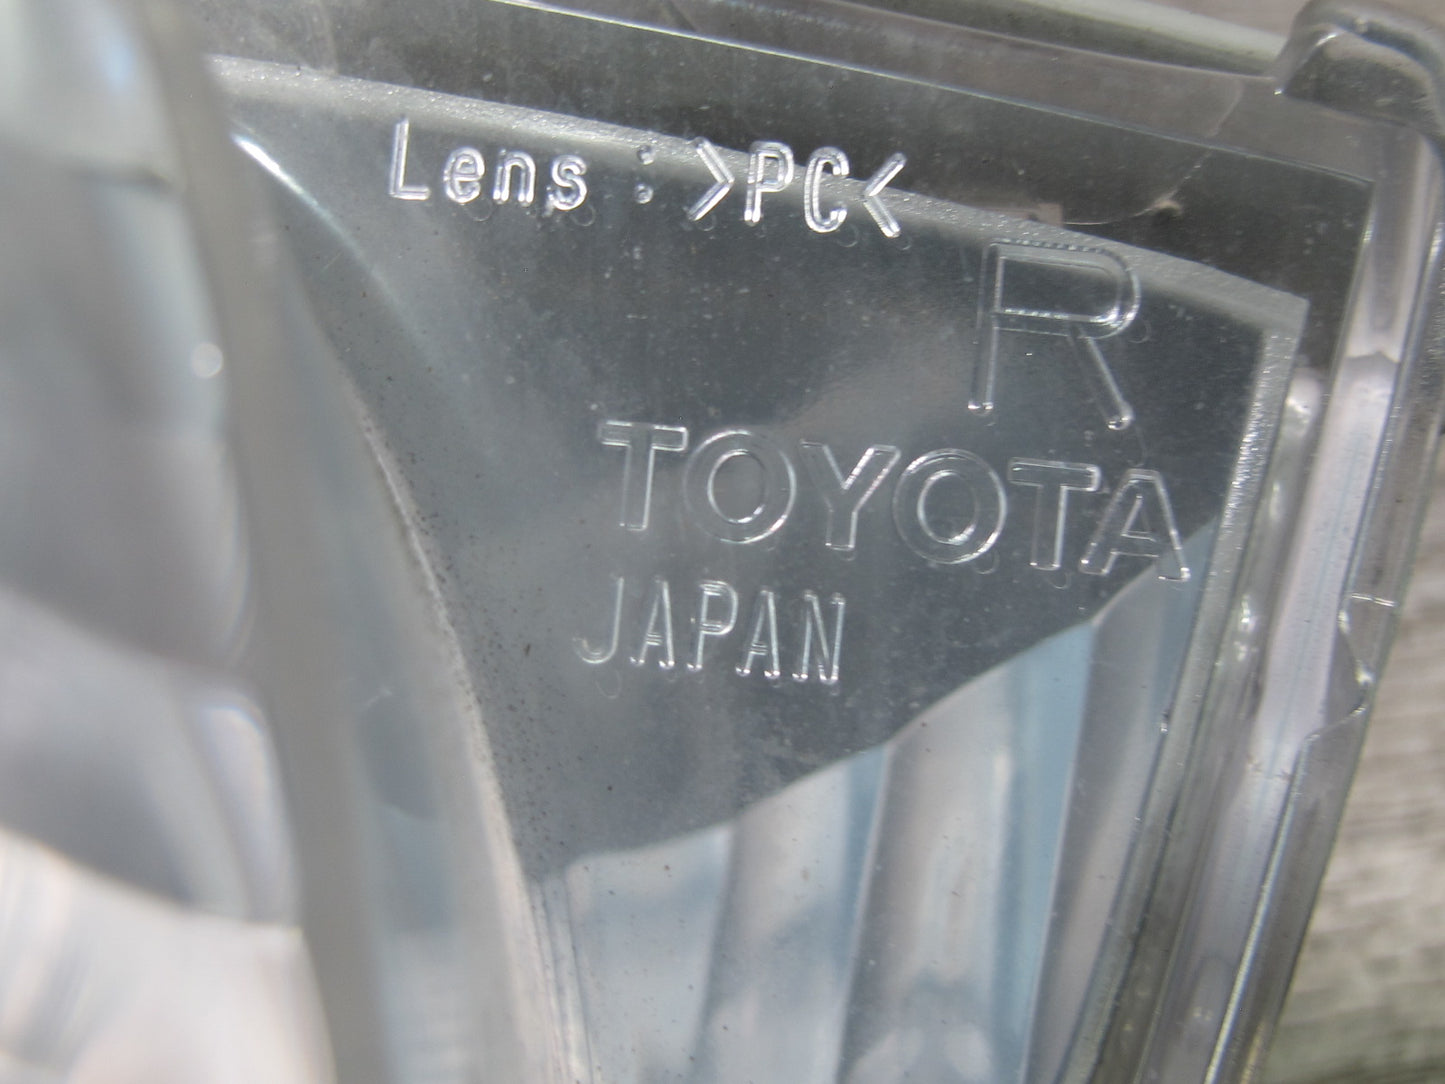 Lens : >PC<
R
TOYOTA
JAPAN